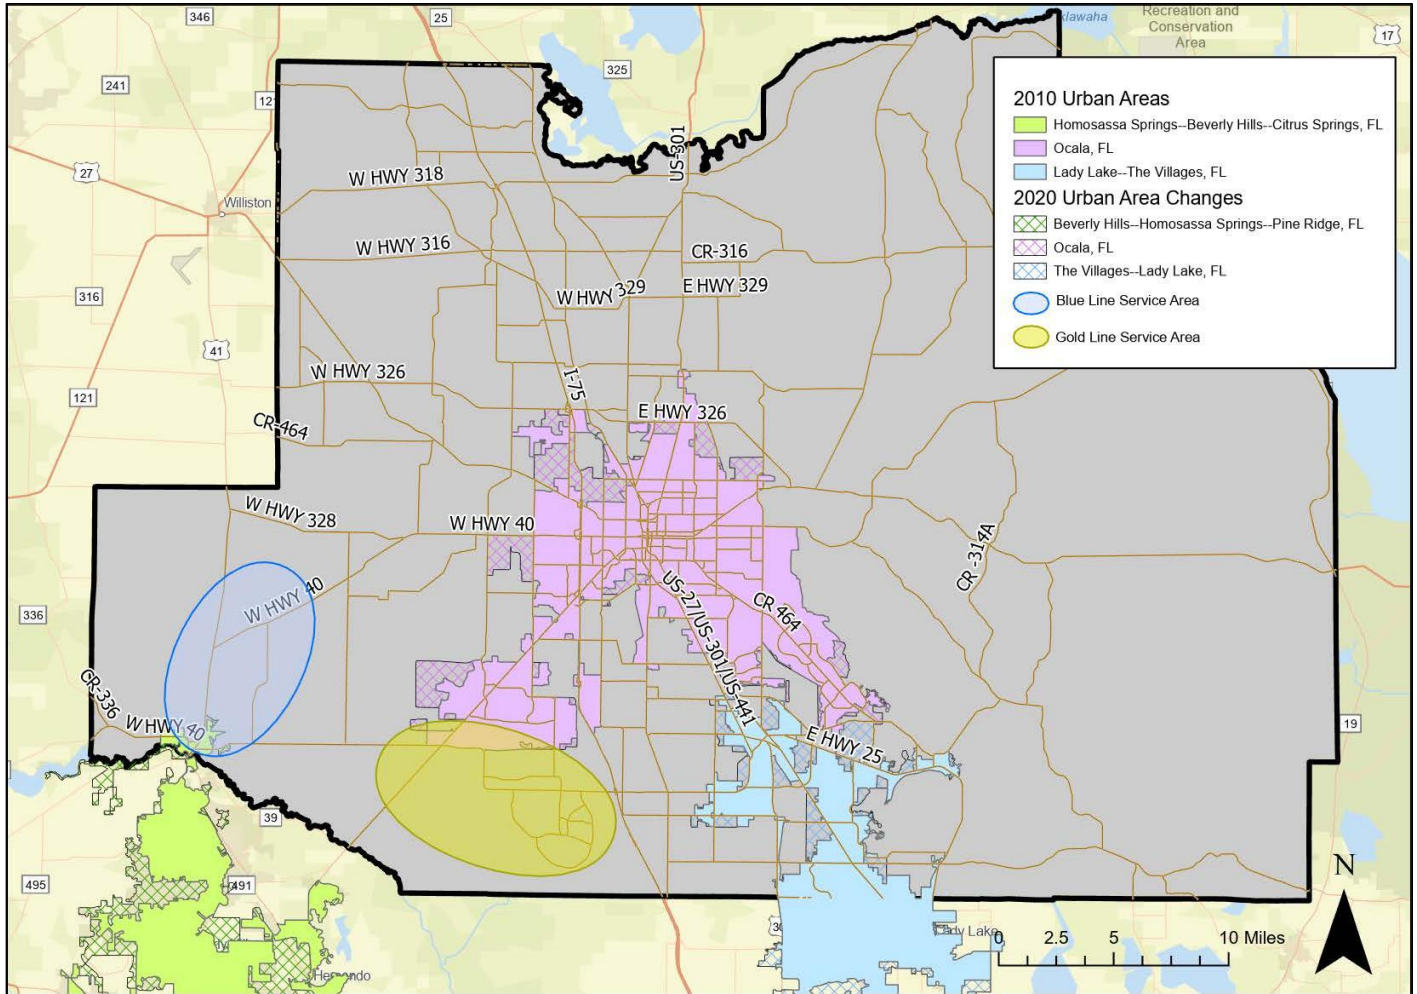 346
25
Recreation and
Conservation
Area
17
325
241
27
Williston
US-301
W HWY 318
W HWY 316
CR-316
316
W HWY 329
E HWY 329
41
I-75
W HWY 326
121
E HWY 326
CR-464
W HWY 328
W HWY 40
CR -314A
US-27/US-301/US-441
CR 464
W HWY 40
336
CR-336
W HWY 40
E HWY 25
19
39
495
491
Lady Lake
2010 Urban Areas
Homosassa Springs--Beverly Hills--Citrus Springs, FL
Ocala, FL
Lady Lake--The Villages, FL
2020 Urban Area Changes
Beverly Hills--Homosassa Springs--Pine Ridge, FL
Ocala, FL
The Villages--Lady Lake, FL
Blue Line Service Area
Gold Line Service Area
N
0 2.5 5 10 Miles